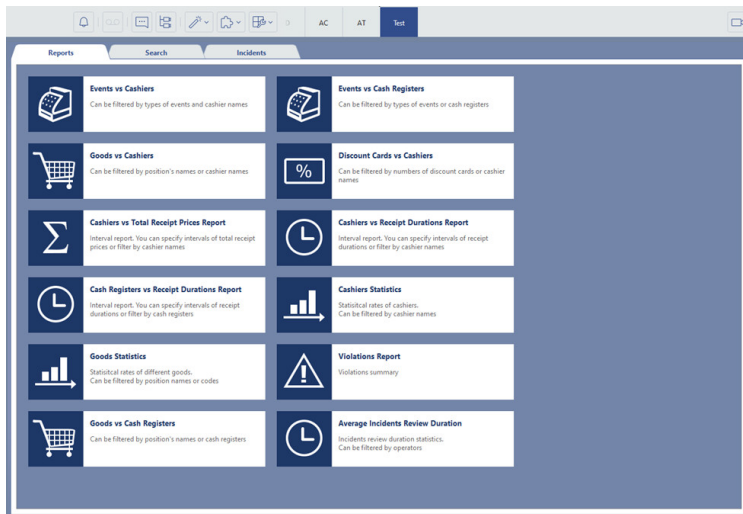 AC AT Test
Reports Search Incidents
Events vs Cashiers
Can be filtered by types of events and cashier names
Events vs Cash Registers
Can be filtered by types of events or cash registers
Goods vs Cashiers
Can be filtered by position's names or cashier names
%
Discount Cards vs Cashiers
Can be filtered by numbers of discount cards or cashier
names
Σ
Cashiers vs Total Receipt Prices Report
Interval report. You can specify intervals of total receipt
prices or filter by cashier names
Cashiers vs Receipt Durations Report
Interval report. You can specify intervals of receipt
durations or filter by cashier names
Cash Registers vs Receipt Durations Report
Interval report. You can specify intervals of receipt
durations or filter by cash registers
Cashiers Statistics
Statisitcal rates of cashiers.
Can be filtered by cashier names
Goods Statistics
Statisitcal rates of different goods.
Can be filtered by position names or codes
Violations Report
Violations summary
Goods vs Cash Registers
Can be filtered by position's names or cash registers
Average Incidents Review Duration
Incidents review duration statistics.
Can be filtered by operators